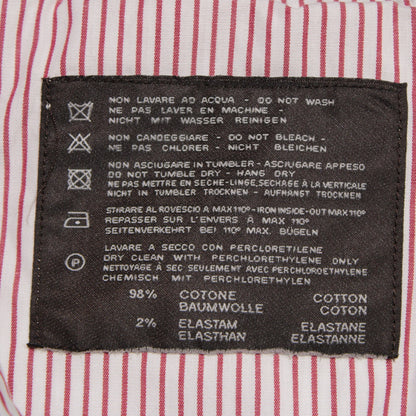 NON LAVARE AD ACQUA - DO NOT WASH
NE PAS LAVER EN MACHINE -
NICHT MIT WASSER REINIGEN
NON CANDEGGIARE - DO NOT BLEACH -
NE PAS CHLORER - NICHT BLEICHEN
NON ASCIUGARE IN TUMBLER - ASCIUGARE APPESO
DO NOT TUMBLE DRY - HANG DRY
NE PAS METTRE EN SÈCHE-LINGE, SECHAGE À LA VERTICALE
NICHT IN TUMBLER TROCKNEN - AUFHÄNGT TROCKNEN
STIRARE AL ROVESCIO A MAX 110° - IRON INSIDE-OUT MAX 110°
REPASSER SUR L'ENVERS À MAX 110°
SEITENVERKEHRT BEI 110° MAX. BÜGELN
LAVARE A SECCO CON PERCLORETILENE
DRY CLEAN WITH PERCHLORETHYLENE ONLY
NETTOYAGE À SEC SEULEMENT AVEC PERCHLOROETHYLENE
CHEMISCH MIT PERCHLORETHYLEN
P
98% COTONE COTTON
BAUMWOLLE COTON
2% ELASTAM ELASTANE
ELASTHAN ELASTANNE